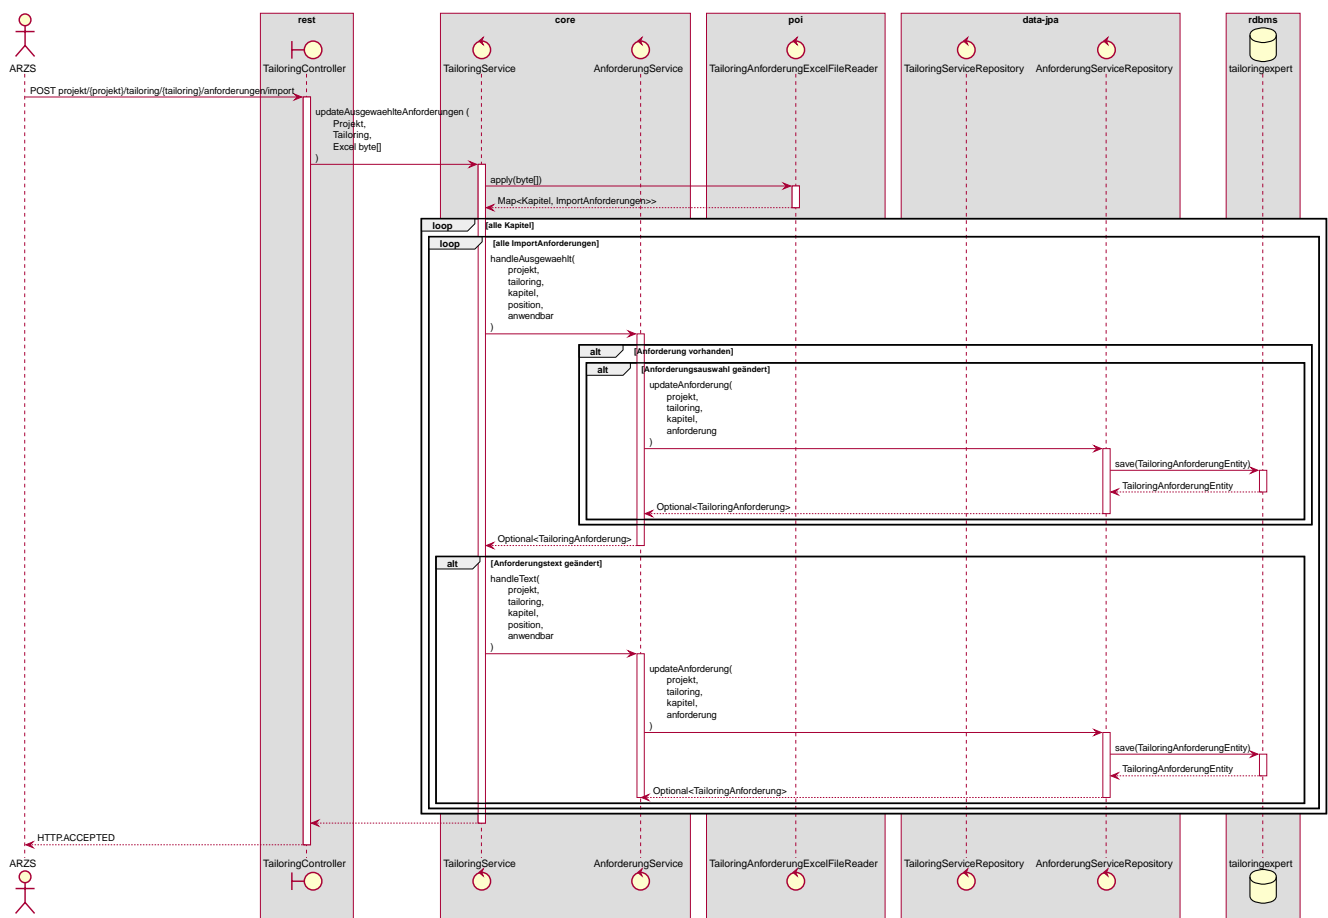 rest
core
poi
data-jpa
rdbms
ARZS
TailoringController
TailoringService
AnforderungService
TailoringAnforderungExcelFileReader
TailoringServiceRepository
AnforderungServiceRepository
tailoringexpert
POST projekt/{projekt}/tailoring/{tailoring}/anforderungen/import
updateAusgewaehlteAnforderungen (
Projekt,
Tailoring,
Excel byte[]
)
apply(byte[])
Map<Kapitel, ImportAnforderungen>>
loop
[alle Kapitel]
loop
[alle ImportAnforderungen]
handleAusgewaehlt(
projekt,
tailoring,
kapitel,
position,
anwendbar
)
alt
[Anforderung vorhanden]
alt
[Anforderungsauswahl geändert]
updateAnforderung(
projekt,
tailoring,
kapitel,
anforderung
)
save(TailoringAnforderungEntity)
TailoringAnforderungEntity
Optional<TailoringAnforderung>
Optional<TailoringAnforderung>
alt
[Anforderungstext geändert]
handleText(
projekt,
tailoring,
kapitel,
position,
anwendbar
)
updateAnforderung(
projekt,
tailoring,
kapitel,
anforderung
)
save(TailoringAnforderungEntity)
TailoringAnforderungEntity
Optional<TailoringAnforderung>
HTTP.ACCEPTED
ARZS
TailoringController
TailoringService
AnforderungService
TailoringAnforderungExcelFileReader
TailoringServiceRepository
AnforderungServiceRepository
tailoringexpert